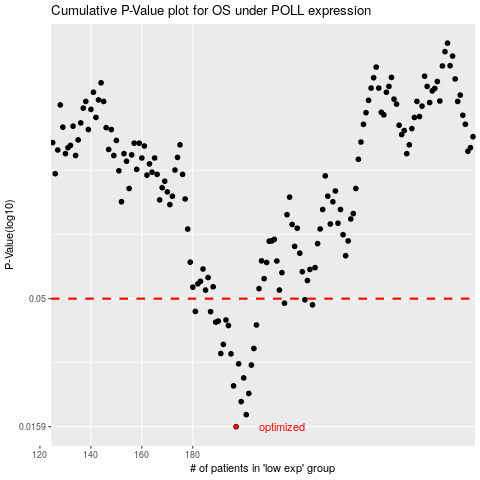 Cumulative P-Value plot for OS under POLL expression
P-Value(log10)
0.05
0.0159
optimized
120 140 160 180
# of patients in 'low exp' group